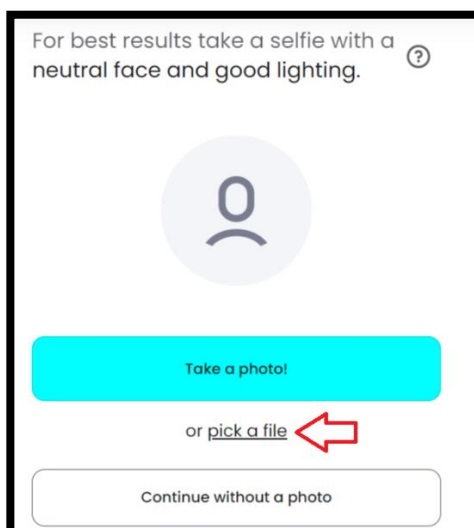 For best results take a selfie with a
neutral face and good lighting.
?
Take a photo!
or pick a file
Continue without a photo